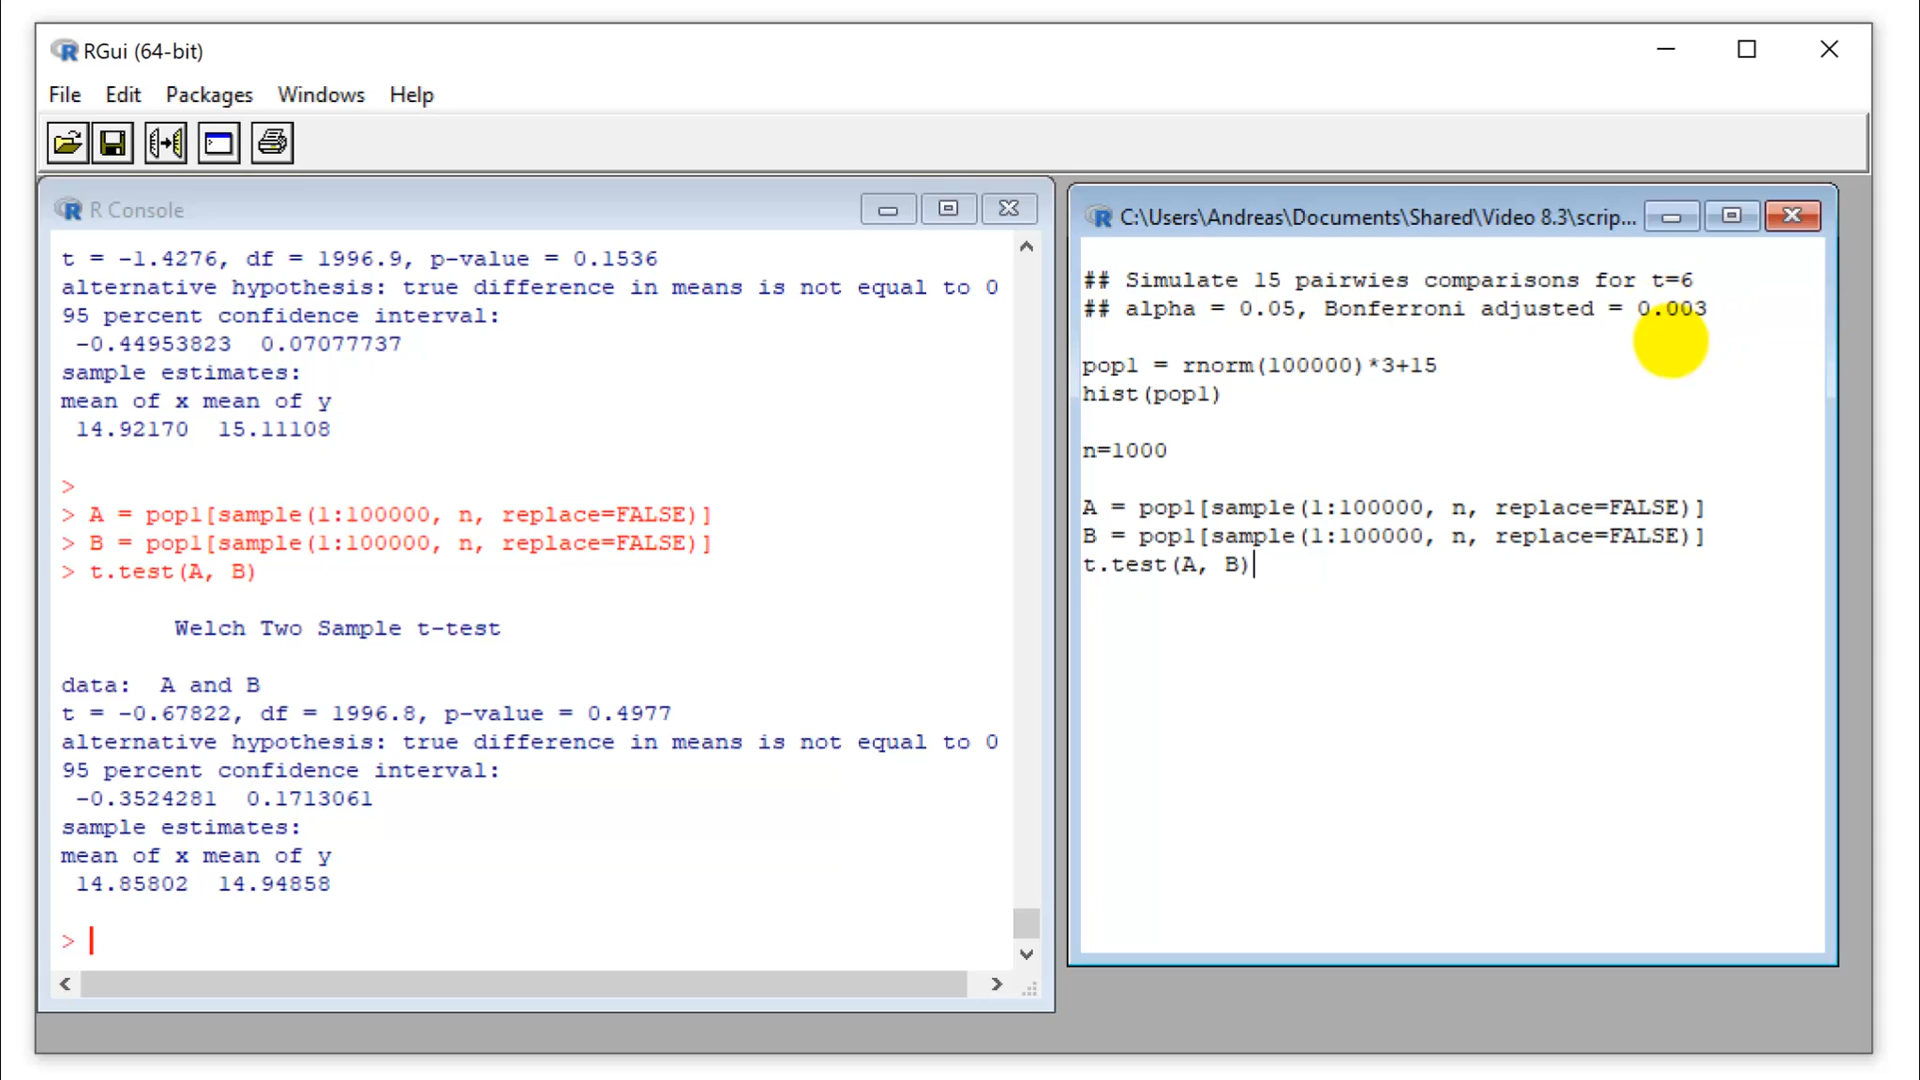 RGui (64-bit)
File Edit Packages Windows Help
R Console
t = -1.4276, df = 1996.9, p-value = 0.1536
alternative hypothesis: true difference in means is not equal to 0
95 percent confidence interval:
-0.44953823 0.07077737
sample estimates:
mean of x mean of y
14.92170 15.11108
>
> A = pop1[sample(1:100000, n, replace=FALSE)]
> B = pop1[sample(1:100000, n, replace=FALSE)]
> t.test(A, B)
Welch Two Sample t-test
data: A and B
t = -0.67822, df = 1996.8, p-value = 0.4977
alternative hypothesis: true difference in means is not equal to 0
95 percent confidence interval:
-0.3524281 0.1713061
sample estimates:
mean of x mean of y
14.85802 14.94858
>
C:\Users\Andreas\Documents\Shared\Video 8.3\scrip...
## Simulate 15 pairwies comparisons for t=6
## alpha = 0.05, Bonferroni adjusted = 0.003
pop1 = rnorm(100000)*3+15
hist(pop1)
n=1000
A = pop1[sample(1:100000, n, replace=FALSE)]
B = pop1[sample(1:100000, n, replace=FALSE)]
t.test(A, B)